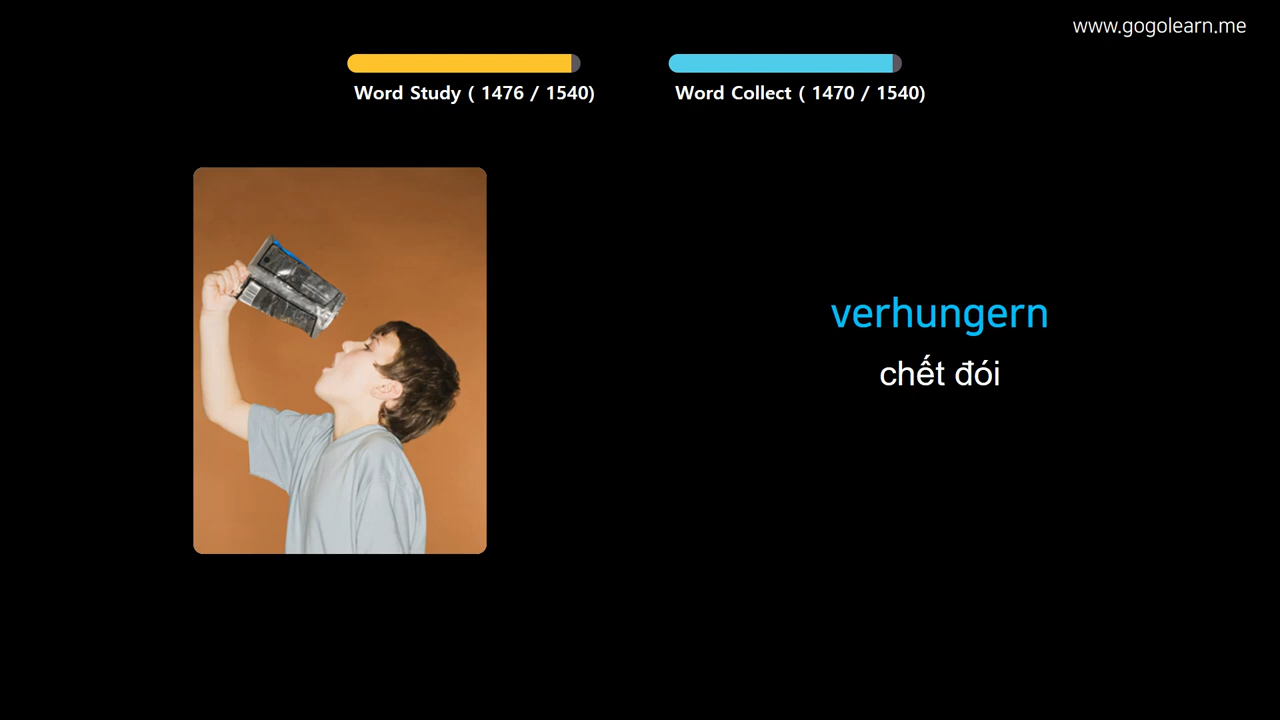 www.gogolearn.me
Word Study ( 1476 / 1540)
Word Collect ( 1470 / 1540)
verhungern
chết đói